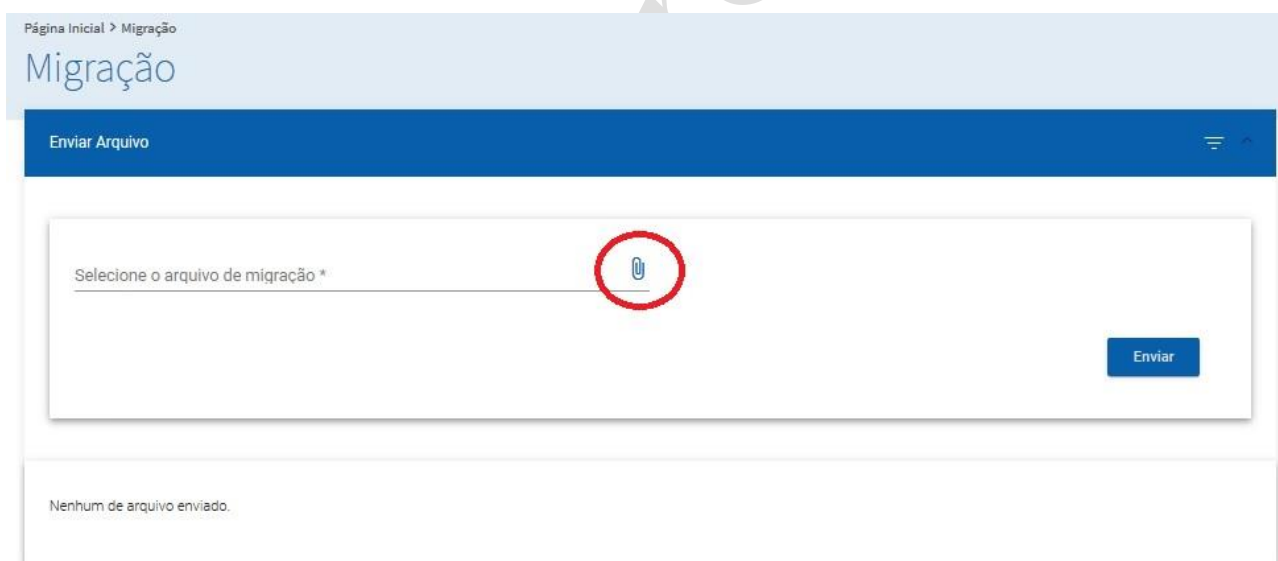 Página Inicial > Migração
Migração
Enviar Arquivo
Selecione o arquivo de migração *
Enviar
Nenhum de arquivo enviado.